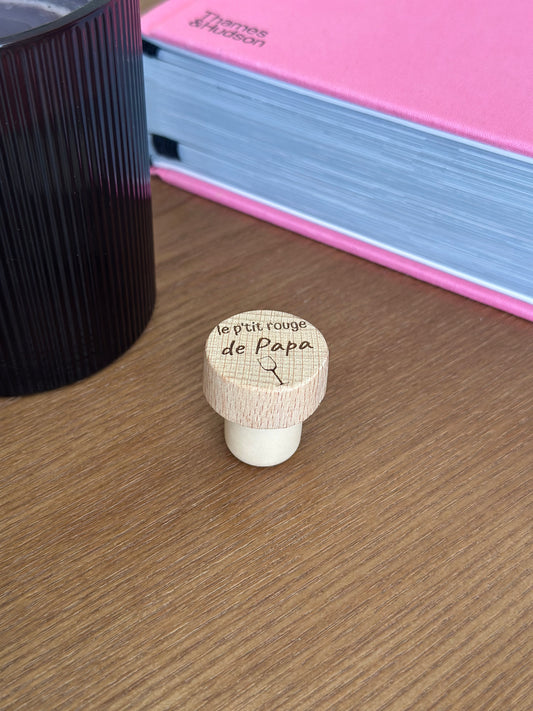 Thames
&Hudson
le p'tit rouge
de Papa